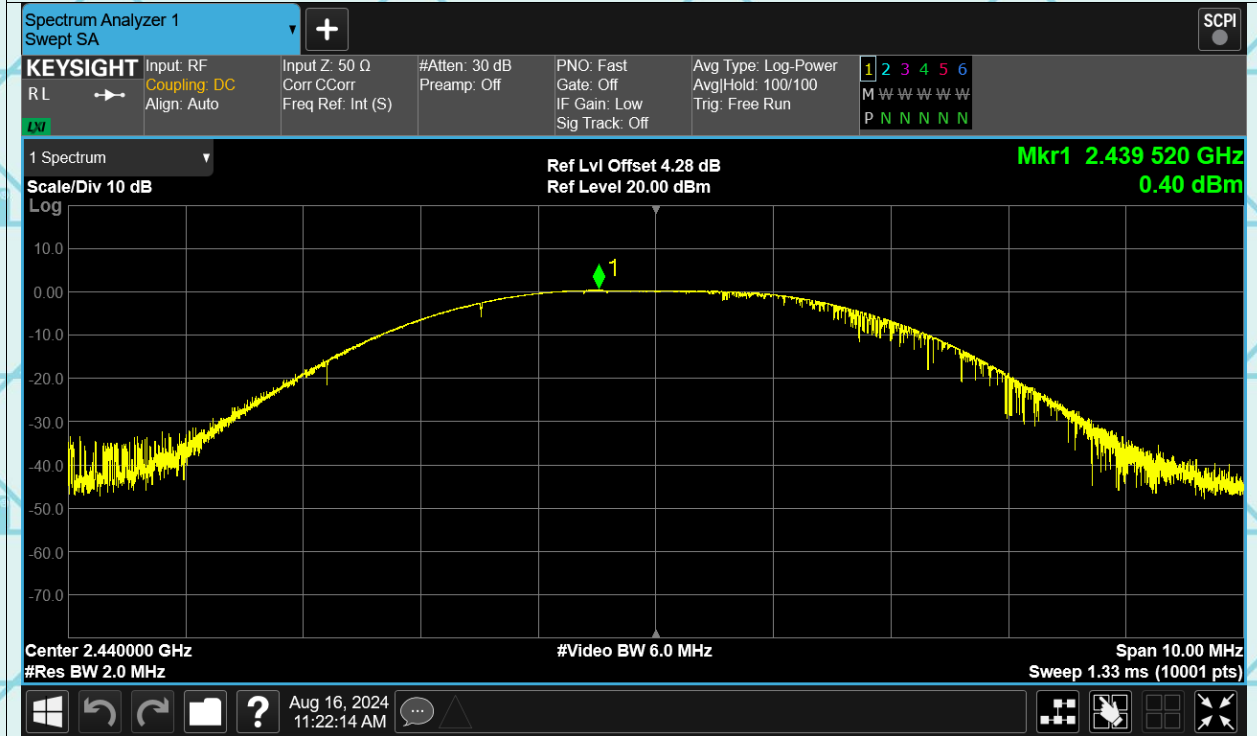 Spectrum Analyzer 1
Swept SA
SCPI
KEYSIGHT
RL
LXI
Input: RF
Coupling: DC
Align: Auto
Input Z: 50 Ω
Corr CCorr
Freq Ref: Int (S)
#Atten: 30 dB
Preamp: Off
PNO: Fast
Gate: Off
IF Gain: Low
Sig Track: Off
Avg Type: Log-Power
Avg|Hold: 100/100
Trig: Free Run
1 2 3 4 5 6
M W W W W W
P N N N N N
1 Spectrum
Scale/Div 10 dB
Log
Ref Lvl Offset 4.28 dB
Ref Level 20.00 dBm
Mkr1 2.439 520 GHz
0.40 dBm
10.0
0.00
-10.0
-20.0
-30.0
-40.0
-50.0
-60.0
-70.0
1
Center 2.440000 GHz
#Res BW 2.0 MHz
#Video BW 6.0 MHz
Span 10.00 MHz
Sweep 1.33 ms (10001 pts)
?
Aug 16, 2024
11:22:14 AM